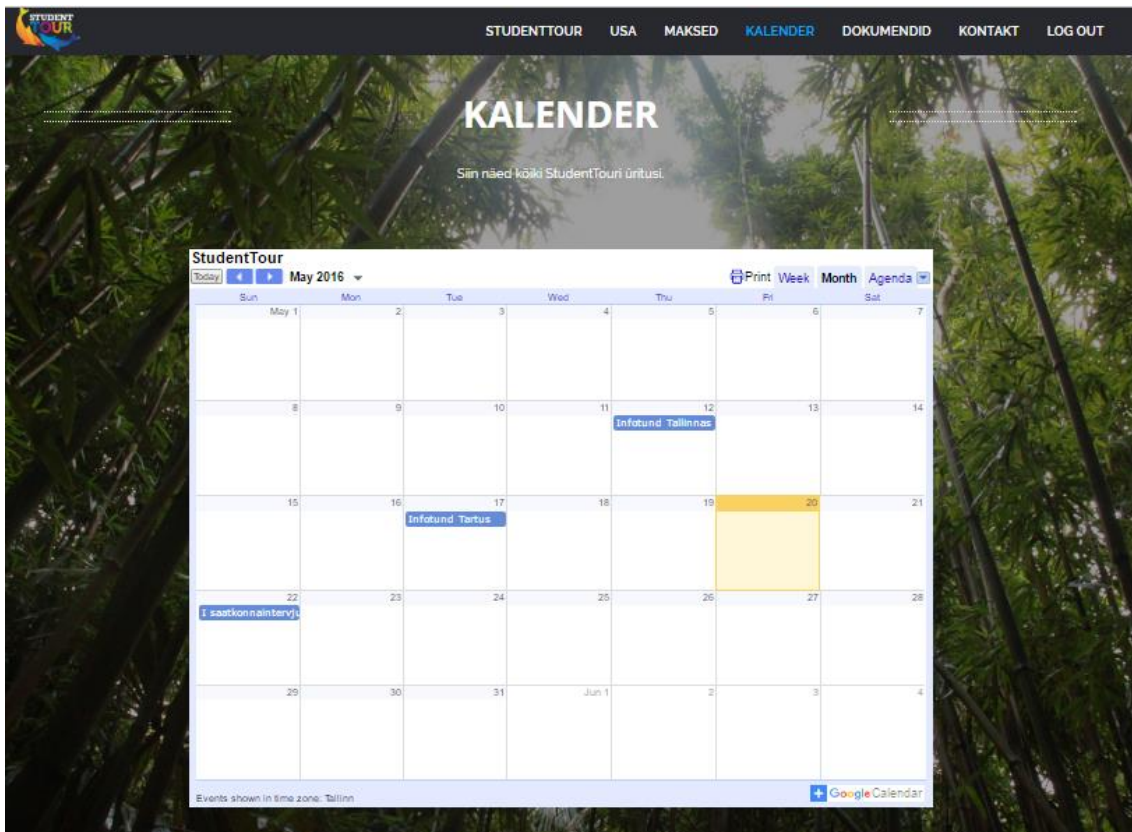 STUDENT
TOUR
STUDENTTOUR USA MAKSED KALENDER DOKUMENDID KONTAKT LOG OUT
KALENDER
Siin näed kõiki StudentTouri üritusi.
StudentTour
Today May 2016 Print Week Month Agenda
Sun Mon Tue Wed Thu Fri Sat
May 1 2 3 4 5 6 7
8 9 10 11 12 13 14
Infotund Tallinnas
15 16 17 18 19 20 21
Infotund Tartus
22 23 24 25 26 27 28
I saatkonnaintervju
29 30 31 Jun 1 2 3 4
Events shown in time zone: Tallinn
+ Google Calendar